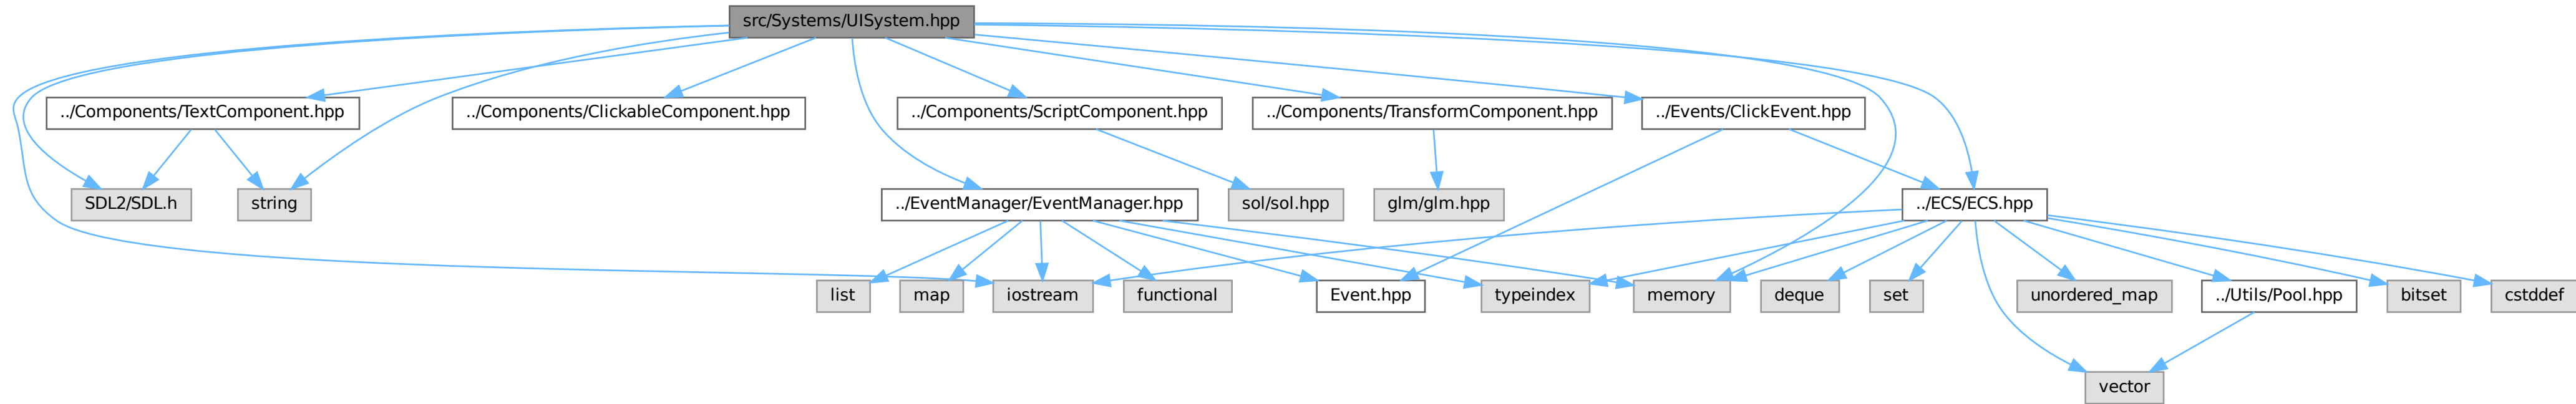 src/Systems/UISystem.hpp
../Components/TextComponent.hpp
../Components/ClickableComponent.hpp
../Components/ScriptComponent.hpp
../Components/TransformComponent.hpp
../Events/ClickEvent.hpp
SDL2/SDL.h
string
../EventManager/EventManager.hpp
sol/sol.hpp
glm/glm.hpp
../ECS/ECS.hpp
list
map
iostream
functional
Event.hpp
typeindex
memory
deque
set
unordered_map
../Utils/Pool.hpp
bitset
cstddef
vector